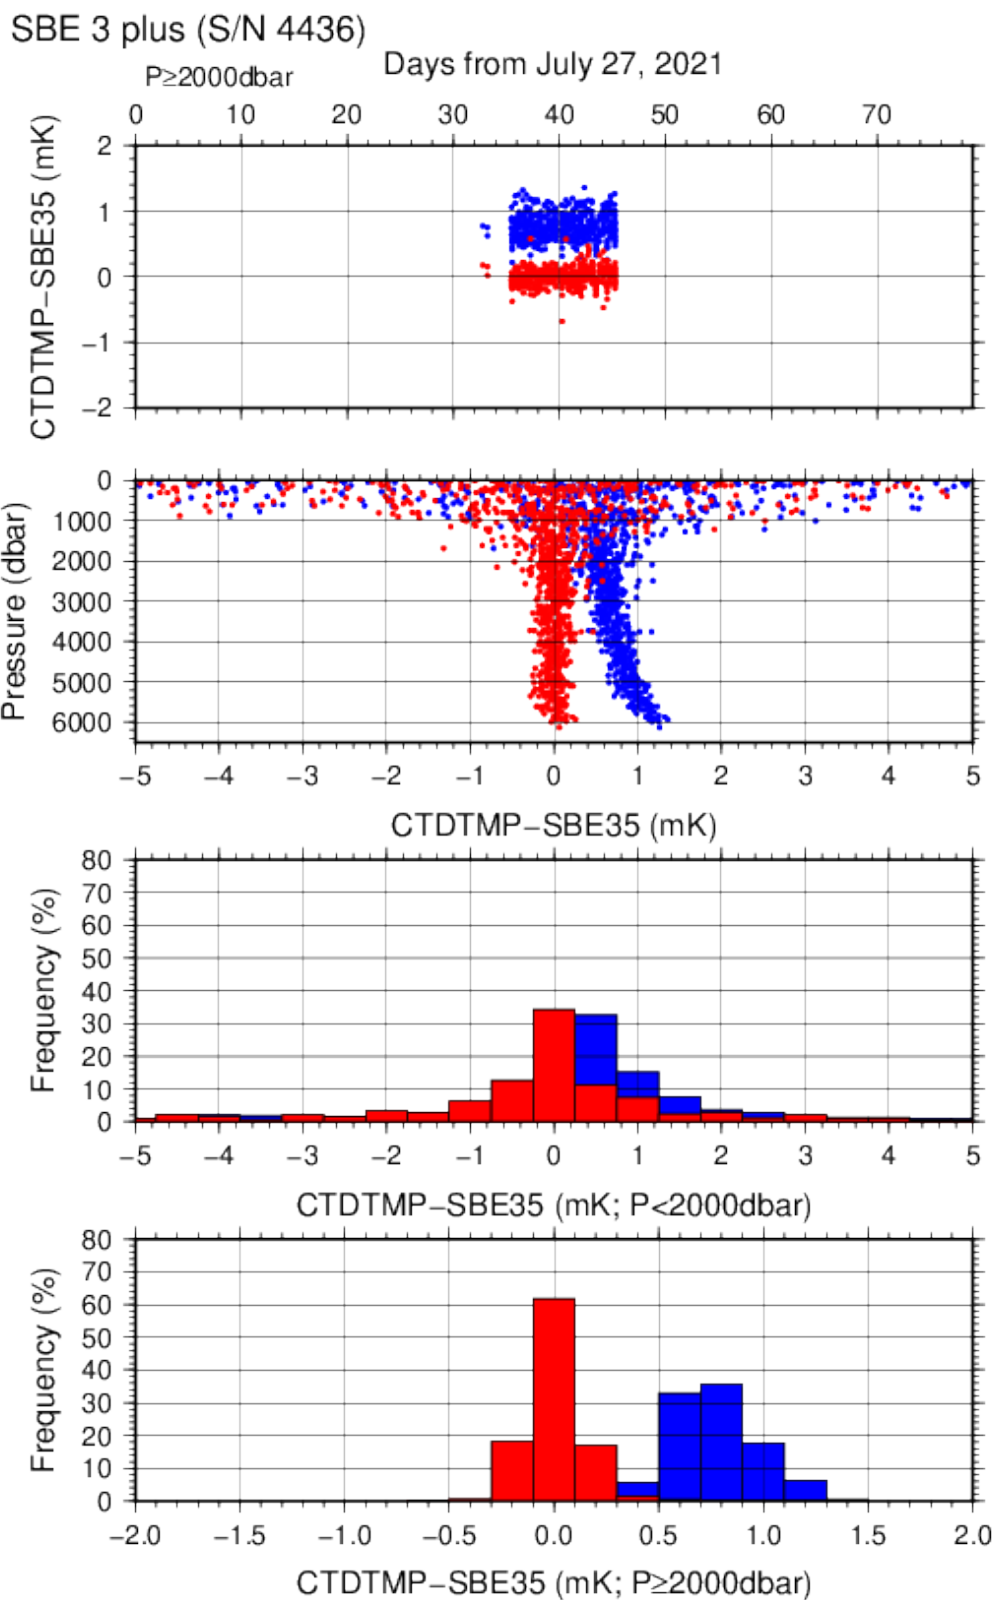 SBE 3 plus (S/N 4436)
Days from July 27, 2021
P≥2000dbar
0 10 20 30 40 50 60 70
CTDTMP−SBE35 (mK)
2
1
0
−1
−2
Pressure (dbar)
0
1000
2000
3000
4000
5000
6000
−5 −4 −3 −2 −1 0 1 2 3 4 5
CTDTMP−SBE35 (mK)
Frequency (%)
80
70
60
50
40
30
20
10
0
−5 −4 −3 −2 −1 0 1 2 3 4 5
CTDTMP−SBE35 (mK; P<2000dbar)
Frequency (%)
80
70
60
50
40
30
20
10
0
−2.0 −1.5 −1.0 −0.5 0.0 0.5 1.0 1.5 2.0
CTDTMP−SBE35 (mK; P≥2000dbar)